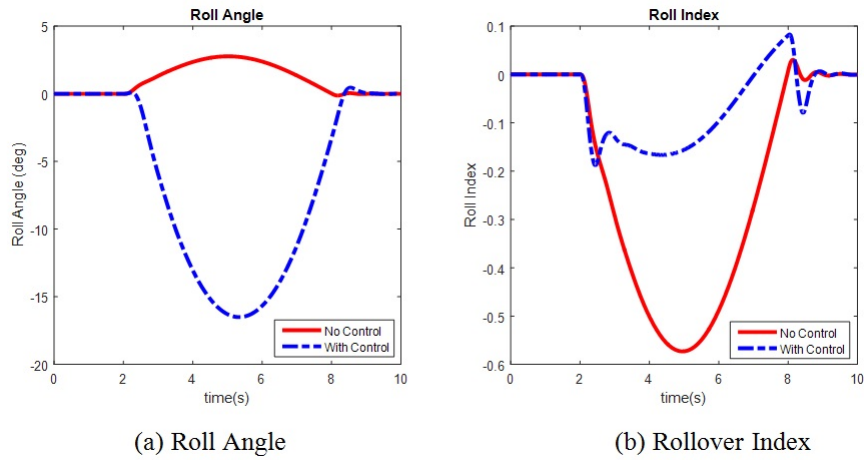 Roll Angle
5
0
-5
-10
-15
-20
Roll Angle (deg)
0 2 4 6 8 10
time(s)
No Control
With Control
(a) Roll Angle
Roll Index
0.1
0
-0.1
-0.2
-0.3
-0.4
-0.5
-0.6
Roll Index
0 2 4 6 8 10
time(s)
No Control
With Control
(b) Rollover Index